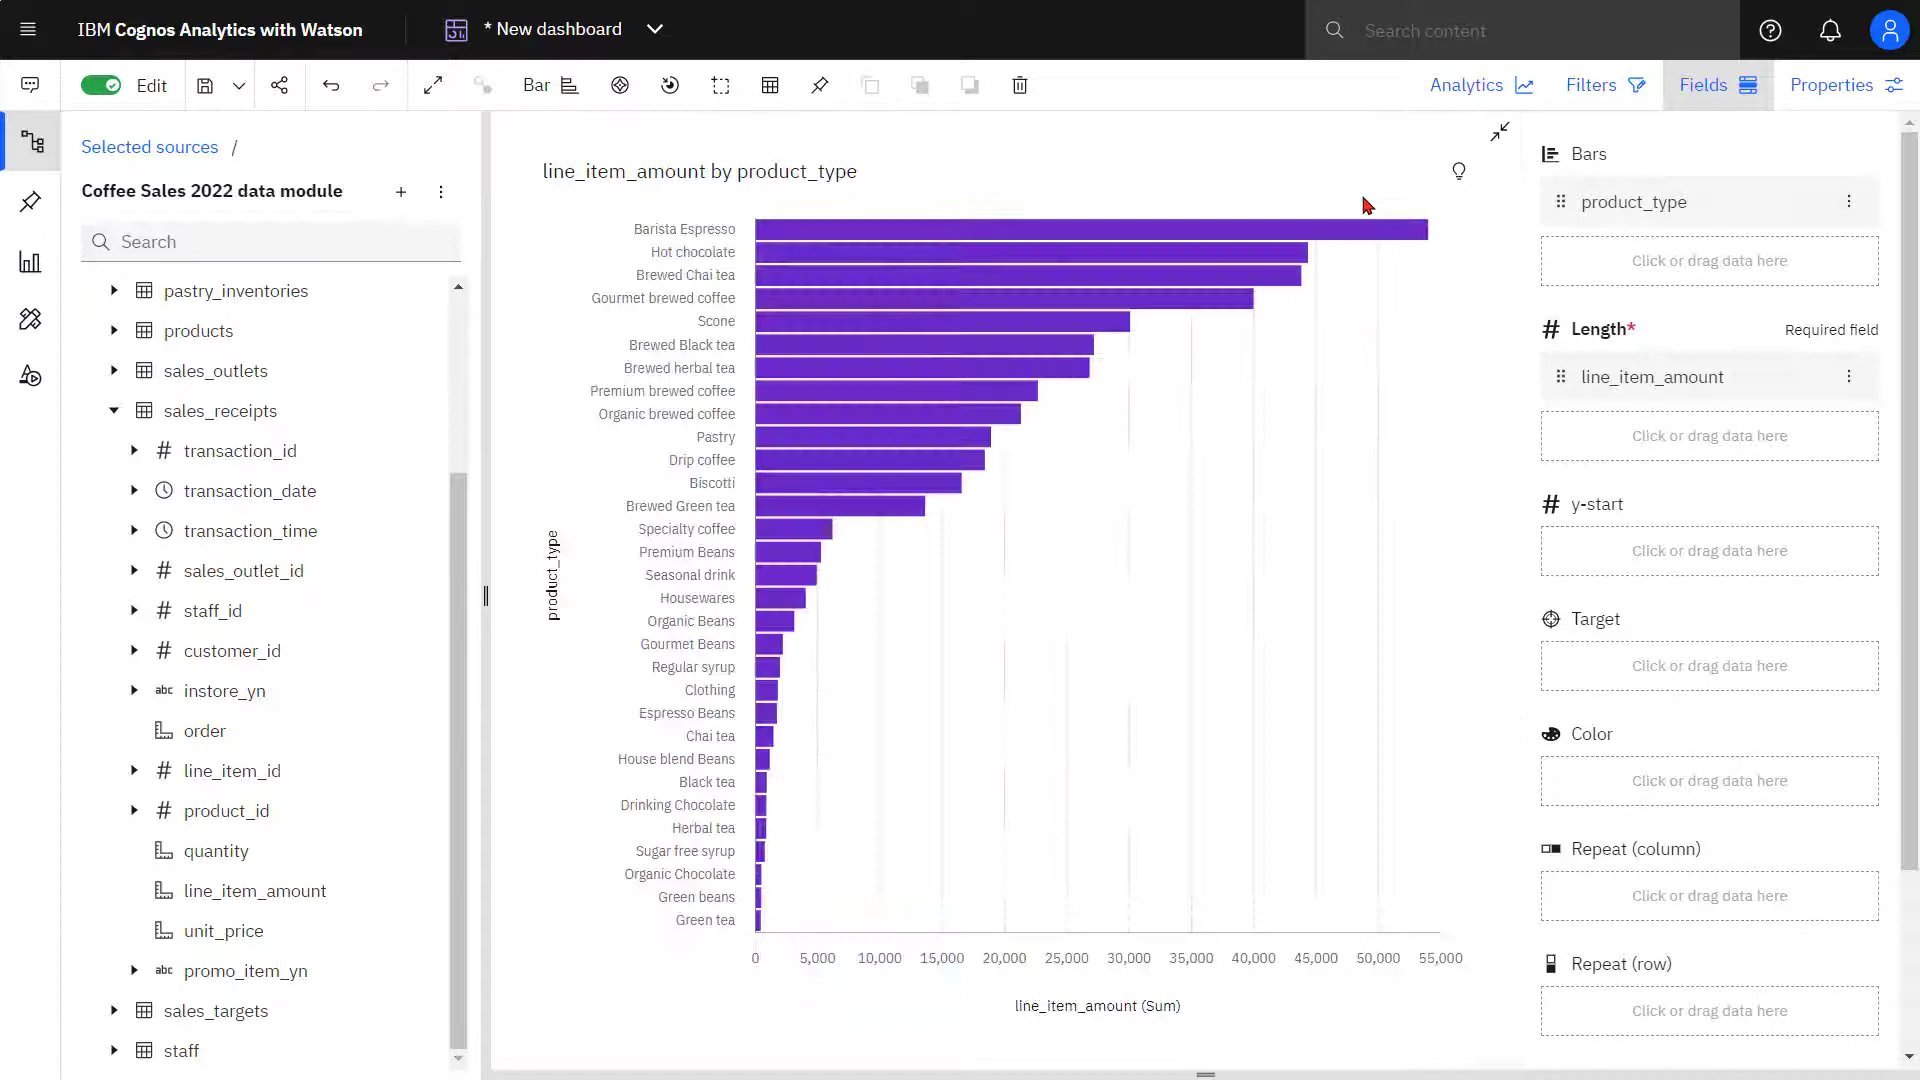 IBM Cognos Analytics with Watson
* New dashboard
Search content
Edit
Bar
Analytics
Filters
Fields
Properties
Selected sources /
Coffee Sales 2022 data module
Search
pastry_inventories
products
sales_outlets
sales_receipts
transaction_id
transaction_date
transaction_time
sales_outlet_id
staff_id
customer_id
abc instore_yn
order
line_item_id
product_id
quantity
line_item_amount
unit_price
abc promo_item_yn
sales_targets
staff
line_item_amount by product_type
product_type
Barista Espresso
Hot chocolate
Brewed Chai tea
Gourmet brewed coffee
Scone
Brewed Black tea
Brewed herbal tea
Premium brewed coffee
Organic brewed coffee
Pastry
Drip coffee
Biscotti
Brewed Green tea
Specialty coffee
Premium Beans
Seasonal drink
Housewares
Organic Beans
Gourmet Beans
Regular syrup
Clothing
Espresso Beans
Chai tea
House blend Beans
Black tea
Drinking Chocolate
Herbal tea
Sugar free syrup
Organic Chocolate
Green beans
Green tea
0 5,000 10,000 15,000 20,000 25,000 30,000 35,000 40,000 45,000 50,000 55,000
line_item_amount (Sum)
Bars
product_type
Click or drag data here
# Length* Required field
line_item_amount
Click or drag data here
# y-start
Click or drag data here
Target
Click or drag data here
Color
Click or drag data here
Repeat (column)
Click or drag data here
Repeat (row)
Click or drag data here